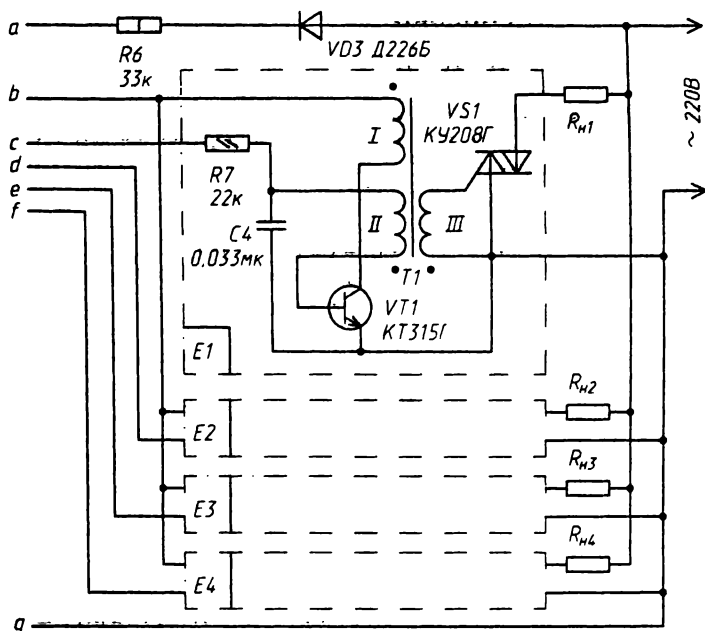 a
R6
33к
VD3 Д226Б
b
I
VS1
КУ208Г
Rн1
~ 220В
c
R7
22к
d
e
f
C4
0,033мк
II
III
T1
VT1
КТ315Г
E1
E2
Rн2
E3
Rн3
E4
Rн4
g